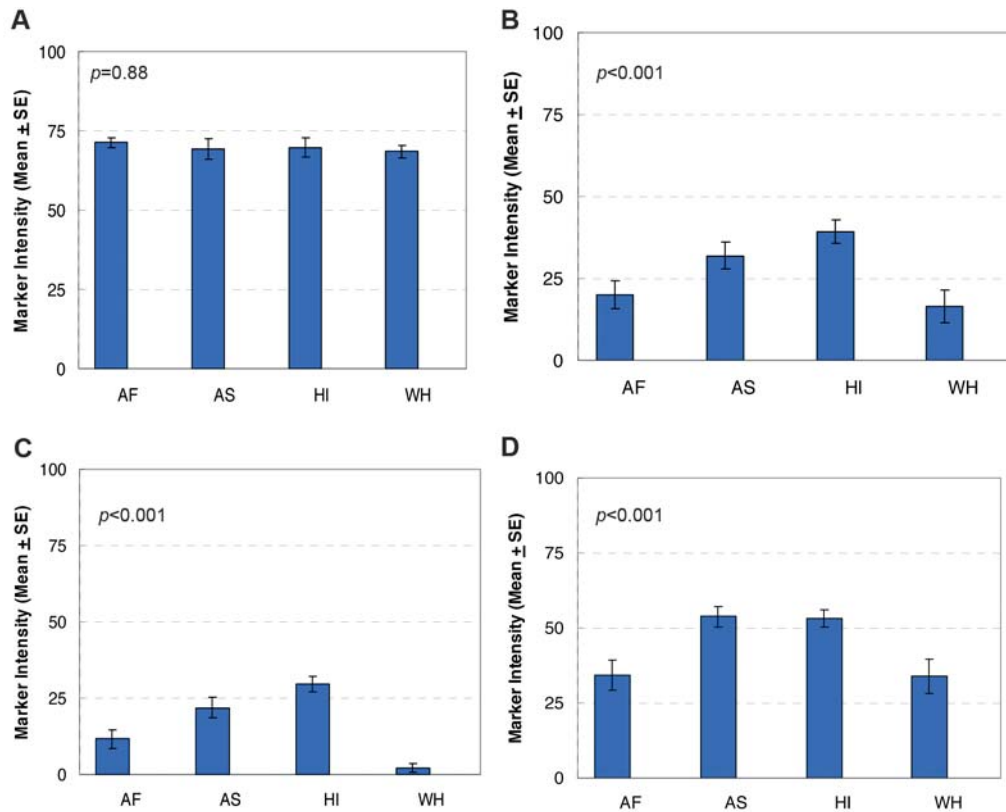 A
Marker Intensity (Mean ± SE)
100
75
50
25
0
p=0.88
AF AS HI WH
B
Marker Intensity (Mean ± SE)
100
75
50
25
0
p<0.001
AF AS HI WH
C
Marker Intensity (Mean ± SE)
100
75
50
25
0
p<0.001
AF AS HI WH
D
Marker Intensity (Mean ± SE)
100
75
50
25
0
p<0.001
AF AS HI WH